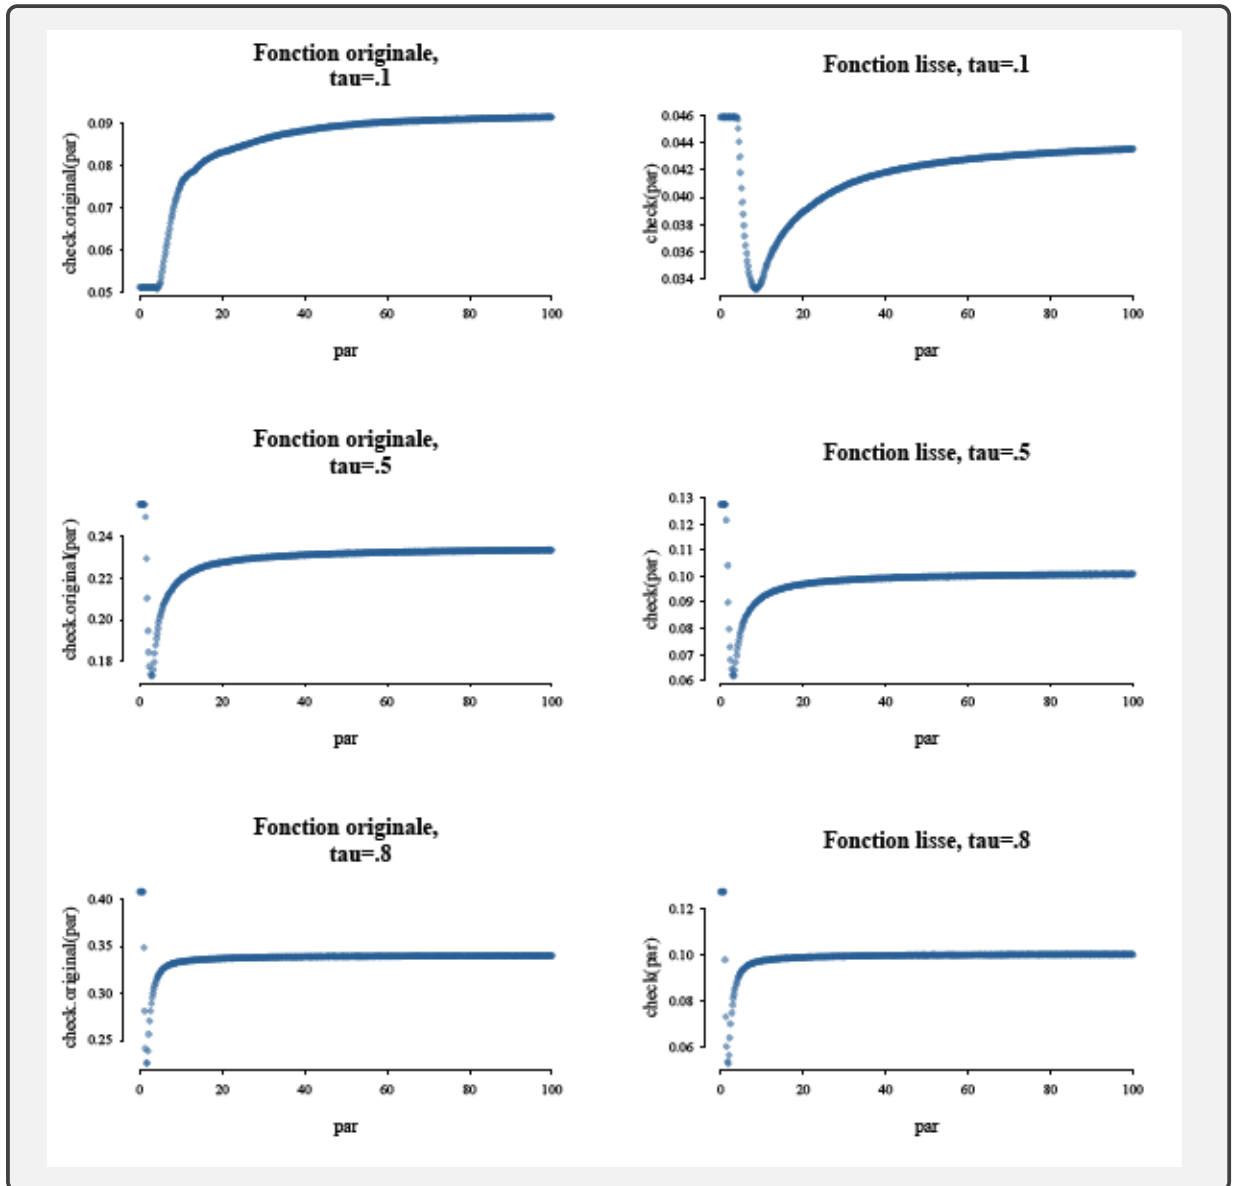 Fonction originale,
tau=.1
check.original(par)
0.09
0.08
0.07
0.06
0.05
0 20 40 60 80 100
par
Fonction lisse, tau=.1
check(par)
0.046
0.044
0.042
0.040
0.038
0.036
0.034
0 20 40 60 80 100
par
Fonction originale,
tau=.5
check.original(par)
0.24
0.22
0.20
0.18
0 20 40 60 80 100
par
Fonction lisse, tau=.5
check(par)
0.13
0.12
0.11
0.10
0.09
0.08
0.07
0.06
0 20 40 60 80 100
par
Fonction originale,
tau=.8
check.original(par)
0.40
0.35
0.30
0.25
0 20 40 60 80 100
par
Fonction lisse, tau=.8
check(par)
0.12
0.10
0.08
0.06
0 20 40 60 80 100
par